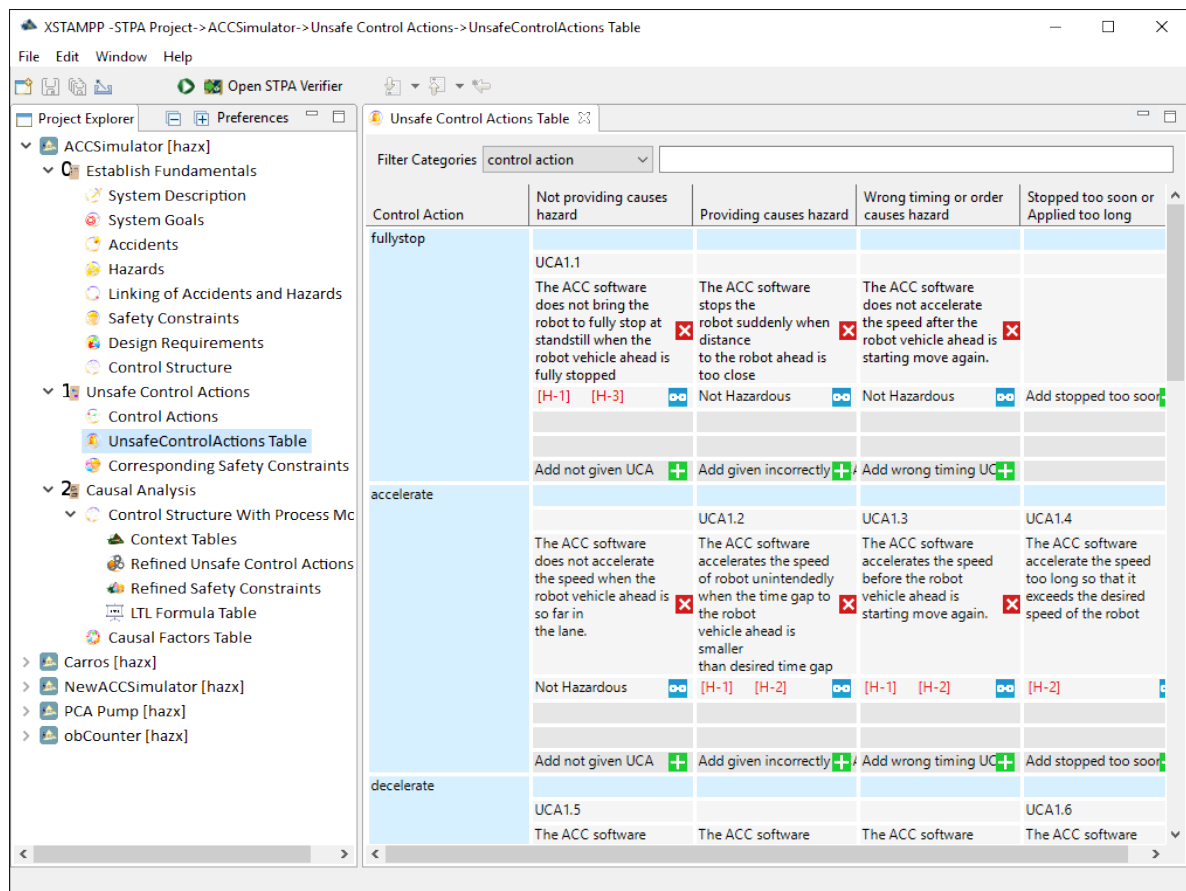 XSTAMPP -STPA Project->ACCSimulator->Unsafe Control Actions->UnsafeControlActions Table
File Edit Window Help
Open STPA Verifier
Project Explorer
Preferences
ACCSimulator [hazx]
0 Establish Fundamentals
System Description
System Goals
Accidents
Hazards
Linking of Accidents and Hazards
Safety Constraints
Design Requirements
Control Structure
1 Unsafe Control Actions
Control Actions
UnsafeControlActions Table
Corresponding Safety Constraints
2 Causal Analysis
Control Structure With Process Mc
Context Tables
Refined Unsafe Control Actions
Refined Safety Constraints
LTL Formula Table
Causal Factors Table
Carros [hazx]
NewACCSimulator [hazx]
PCA Pump [hazx]
obCounter [hazx]
Unsafe Control Actions Table
Filter Categories control action
Control Action
Not providing causes
hazard
Providing causes hazard
Wrong timing or order
causes hazard
Stopped too soon or
Applied too long
fullystop
UCA1.1
The ACC software
does not bring the
robot to fully stop at
standstill when the
robot vehicle ahead is
fully stopped
The ACC software
stops the
robot suddenly when
distance
to the robot ahead is
too close
The ACC software
does not accelerate
the speed after the
robot vehicle ahead is
starting move again.
[H-1] [H-3]
Not Hazardous
Not Hazardous
Add stopped too soon
Add not given UCA
Add given incorrectly
Add wrong timing UC
accelerate
UCA1.2
UCA1.3
UCA1.4
The ACC software
does not accelerate
the speed when the
robot vehicle ahead is
so far in
the lane.
The ACC software
accelerates the speed
of robot unintendedly
when the time gap to
the robot
vehicle ahead is
smaller
than desired time gap
The ACC software
accelerates the speed
before the robot
vehicle ahead is
starting move again.
The ACC software
accelerate the speed
too long so that it
exceeds the desired
speed of the robot
Not Hazardous
[H-1] [H-2]
[H-1] [H-2]
[H-2]
Add not given UCA
Add given incorrectly
Add wrong timing UC
Add stopped too soon
decelerate
UCA1.5
UCA1.6
The ACC software
The ACC software
The ACC software
The ACC software